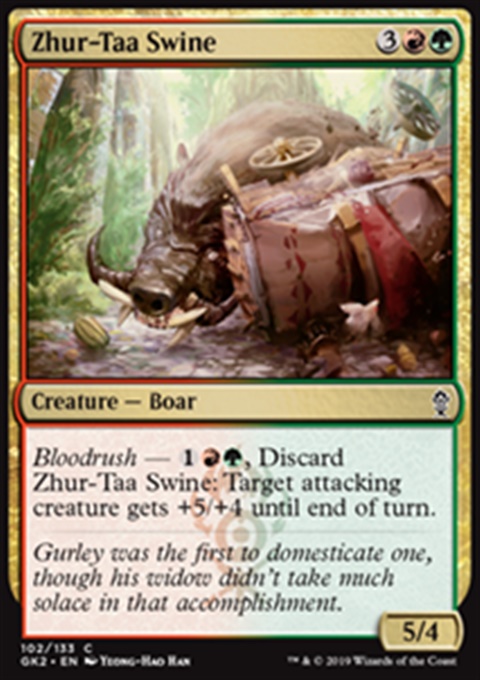 Zhur-Taa Swine 3
Creature — Boar
Bloodrush — 1, Discard
Zhur-Taa Swine: Target attacking
creature gets +5/+4 until end of turn.
Gurley was the first to domesticate one,
though his widow didn't take much
solace in that accomplishment.
5/4
102/133 C
GK2 • EN Yeong-Hao Han
™ & © 2019 Wizards of the Coast